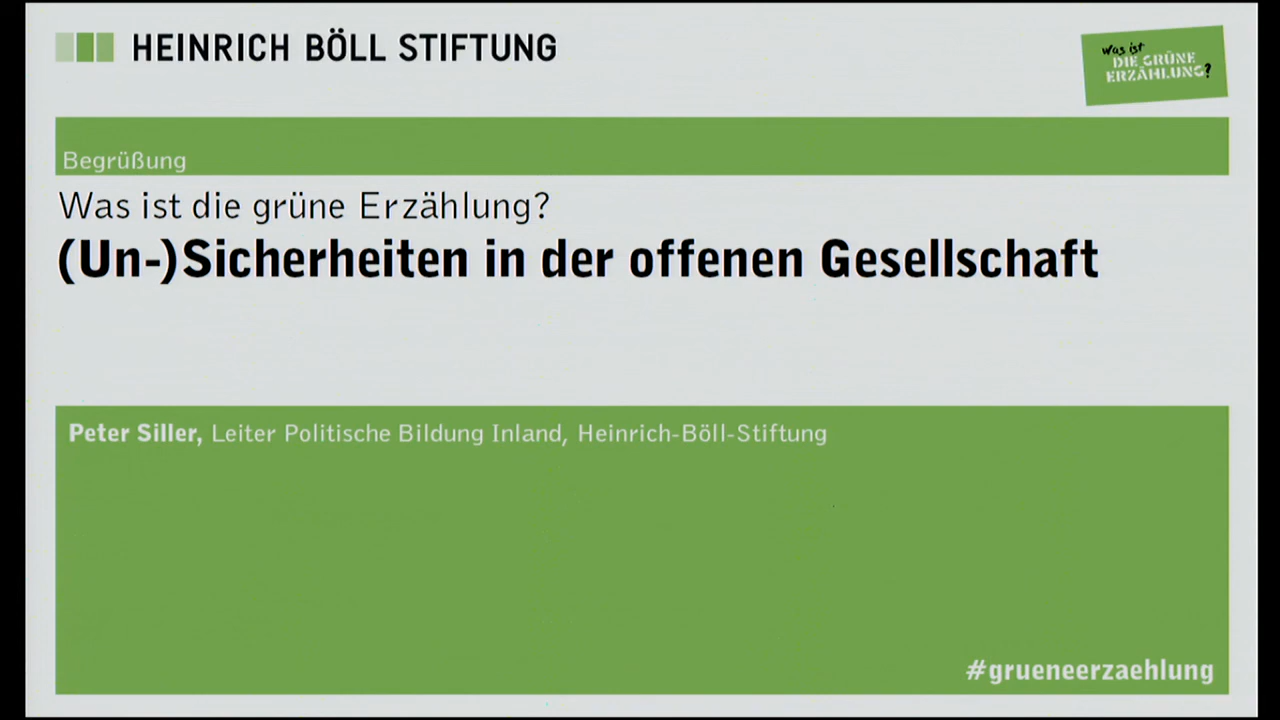 HEINRICH BÖLL STIFTUNG
Was ist
DIE GRÜNE
ERZÄHLUNG?
Begrüßung
Was ist die grüne Erzählung?
(Un-)Sicherheiten in der offenen Gesellschaft
Peter Siller, Leiter Politische Bildung Inland, Heinrich-Böll-Stiftung
#grueneerzaehlung